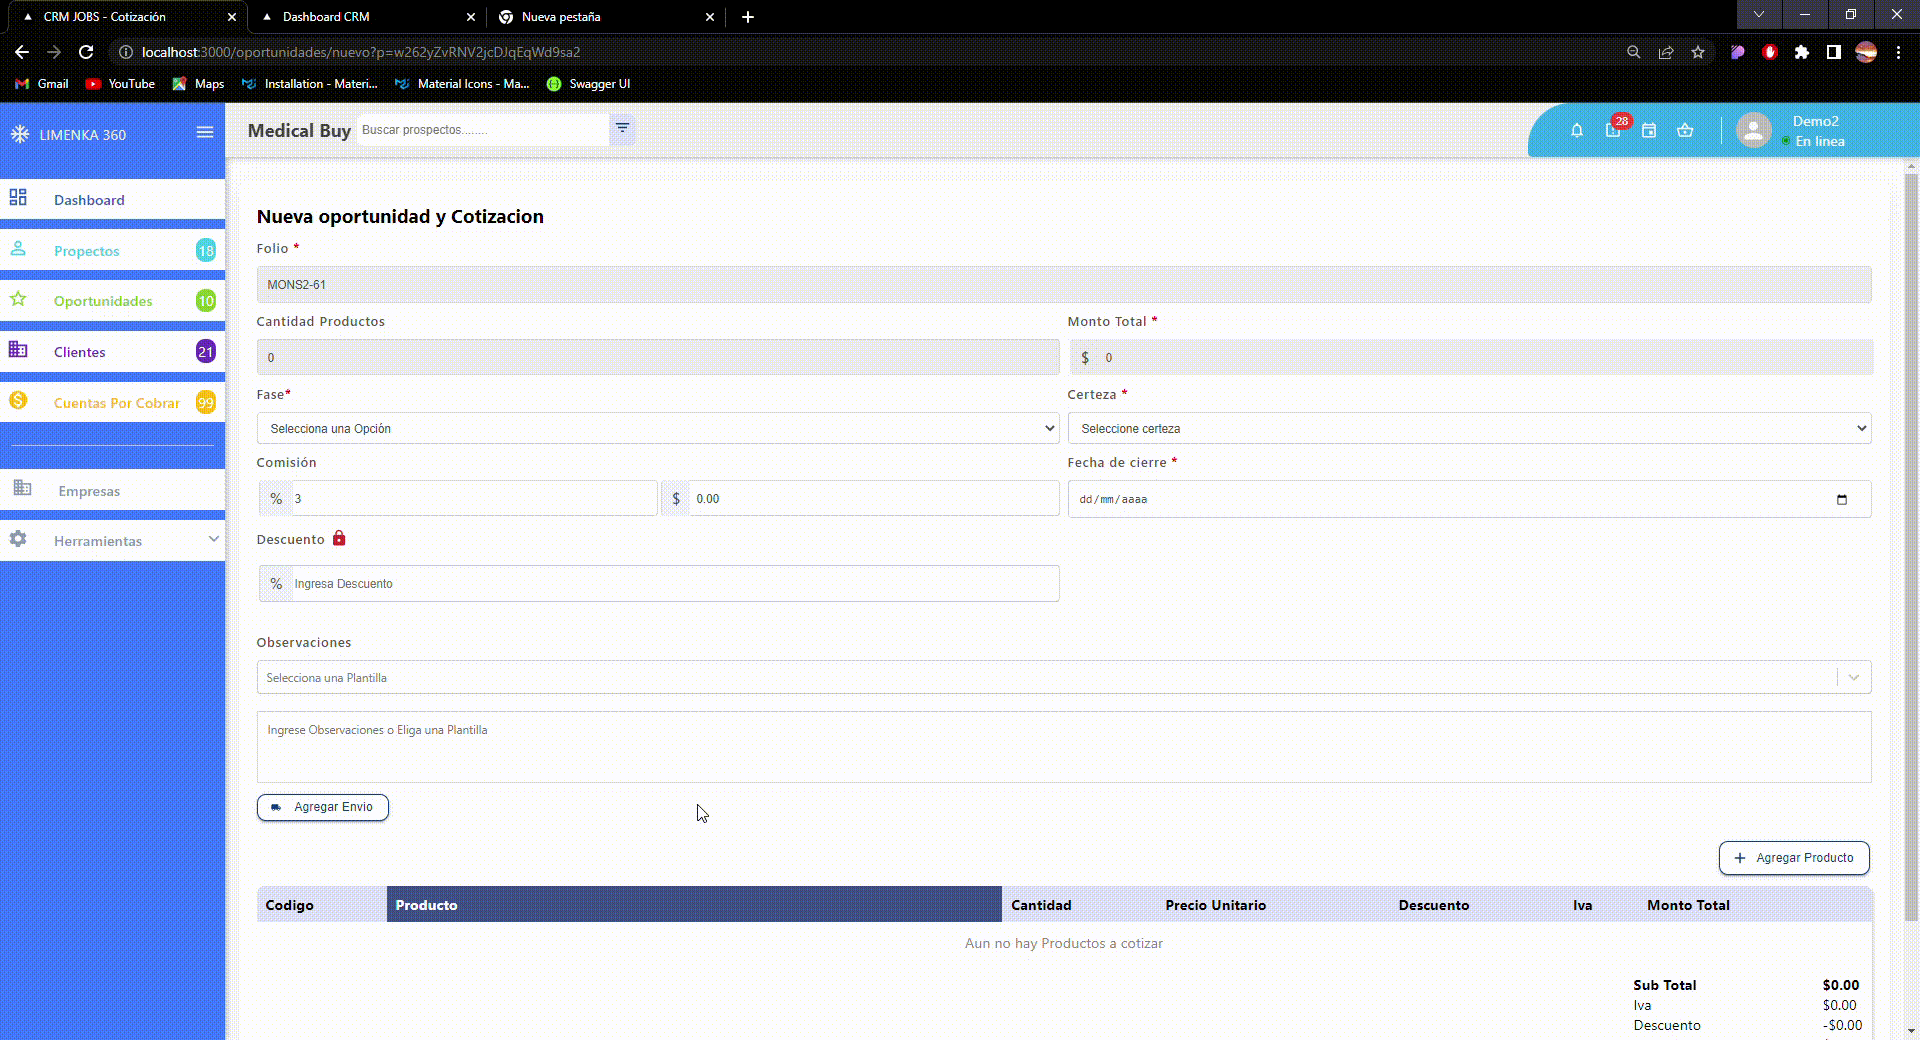 CRM JOBS - Cotización
Dashboard CRM
Nueva pestaña
localhost:3000/oportunidades/nuevo?p=w262yZvRNV2jcDJqEqWd9sa2
Gmail
YouTube
Maps
Installation - Materi...
Material Icons - Ma...
Swagger UI
LIMENKA 360
Medical Buy
Buscar prospectos........
28
Demo2
En linea
Dashboard
Propectos 18
Oportunidades 10
Clientes 21
Cuentas Por Cobrar 99
Empresas
Herramientas
Nueva oportunidad y Cotizacion
Folio *
MONS2-61
Cantidad Productos
Monto Total *
0
$ 0
Fase*
Certeza *
Selecciona una Opción
Seleccione certeza
Comisión
Fecha de cierre *
% 3
$ 0.00
dd/mm/aaaa
Descuento
% Ingresa Descuento
Observaciones
Selecciona una Plantilla
Ingrese Observaciones o Eliga una Plantilla
Agregar Envio
+ Agregar Producto
Codigo Producto Cantidad Precio Unitario Descuento Iva Monto Total
Aun no hay Productos a cotizar
Sub Total $0.00
Iva $0.00
Descuento -$0.00